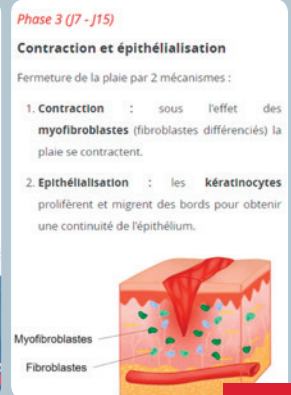 Phase 3 (J7 - J15)
Contraction et épithélialisation
Fermeture de la plaie par 2 mécanismes :
1. Contraction : sous l'effet des
myofibroblastes (fibroblastes différenciés) la
plaie se contractent.
2. Epithélialisation : les kératinocytes
prolifèrent et migrent des bords pour obtenir
une continuité de l'épithélium.
Myofibroblastes
Fibroblastes